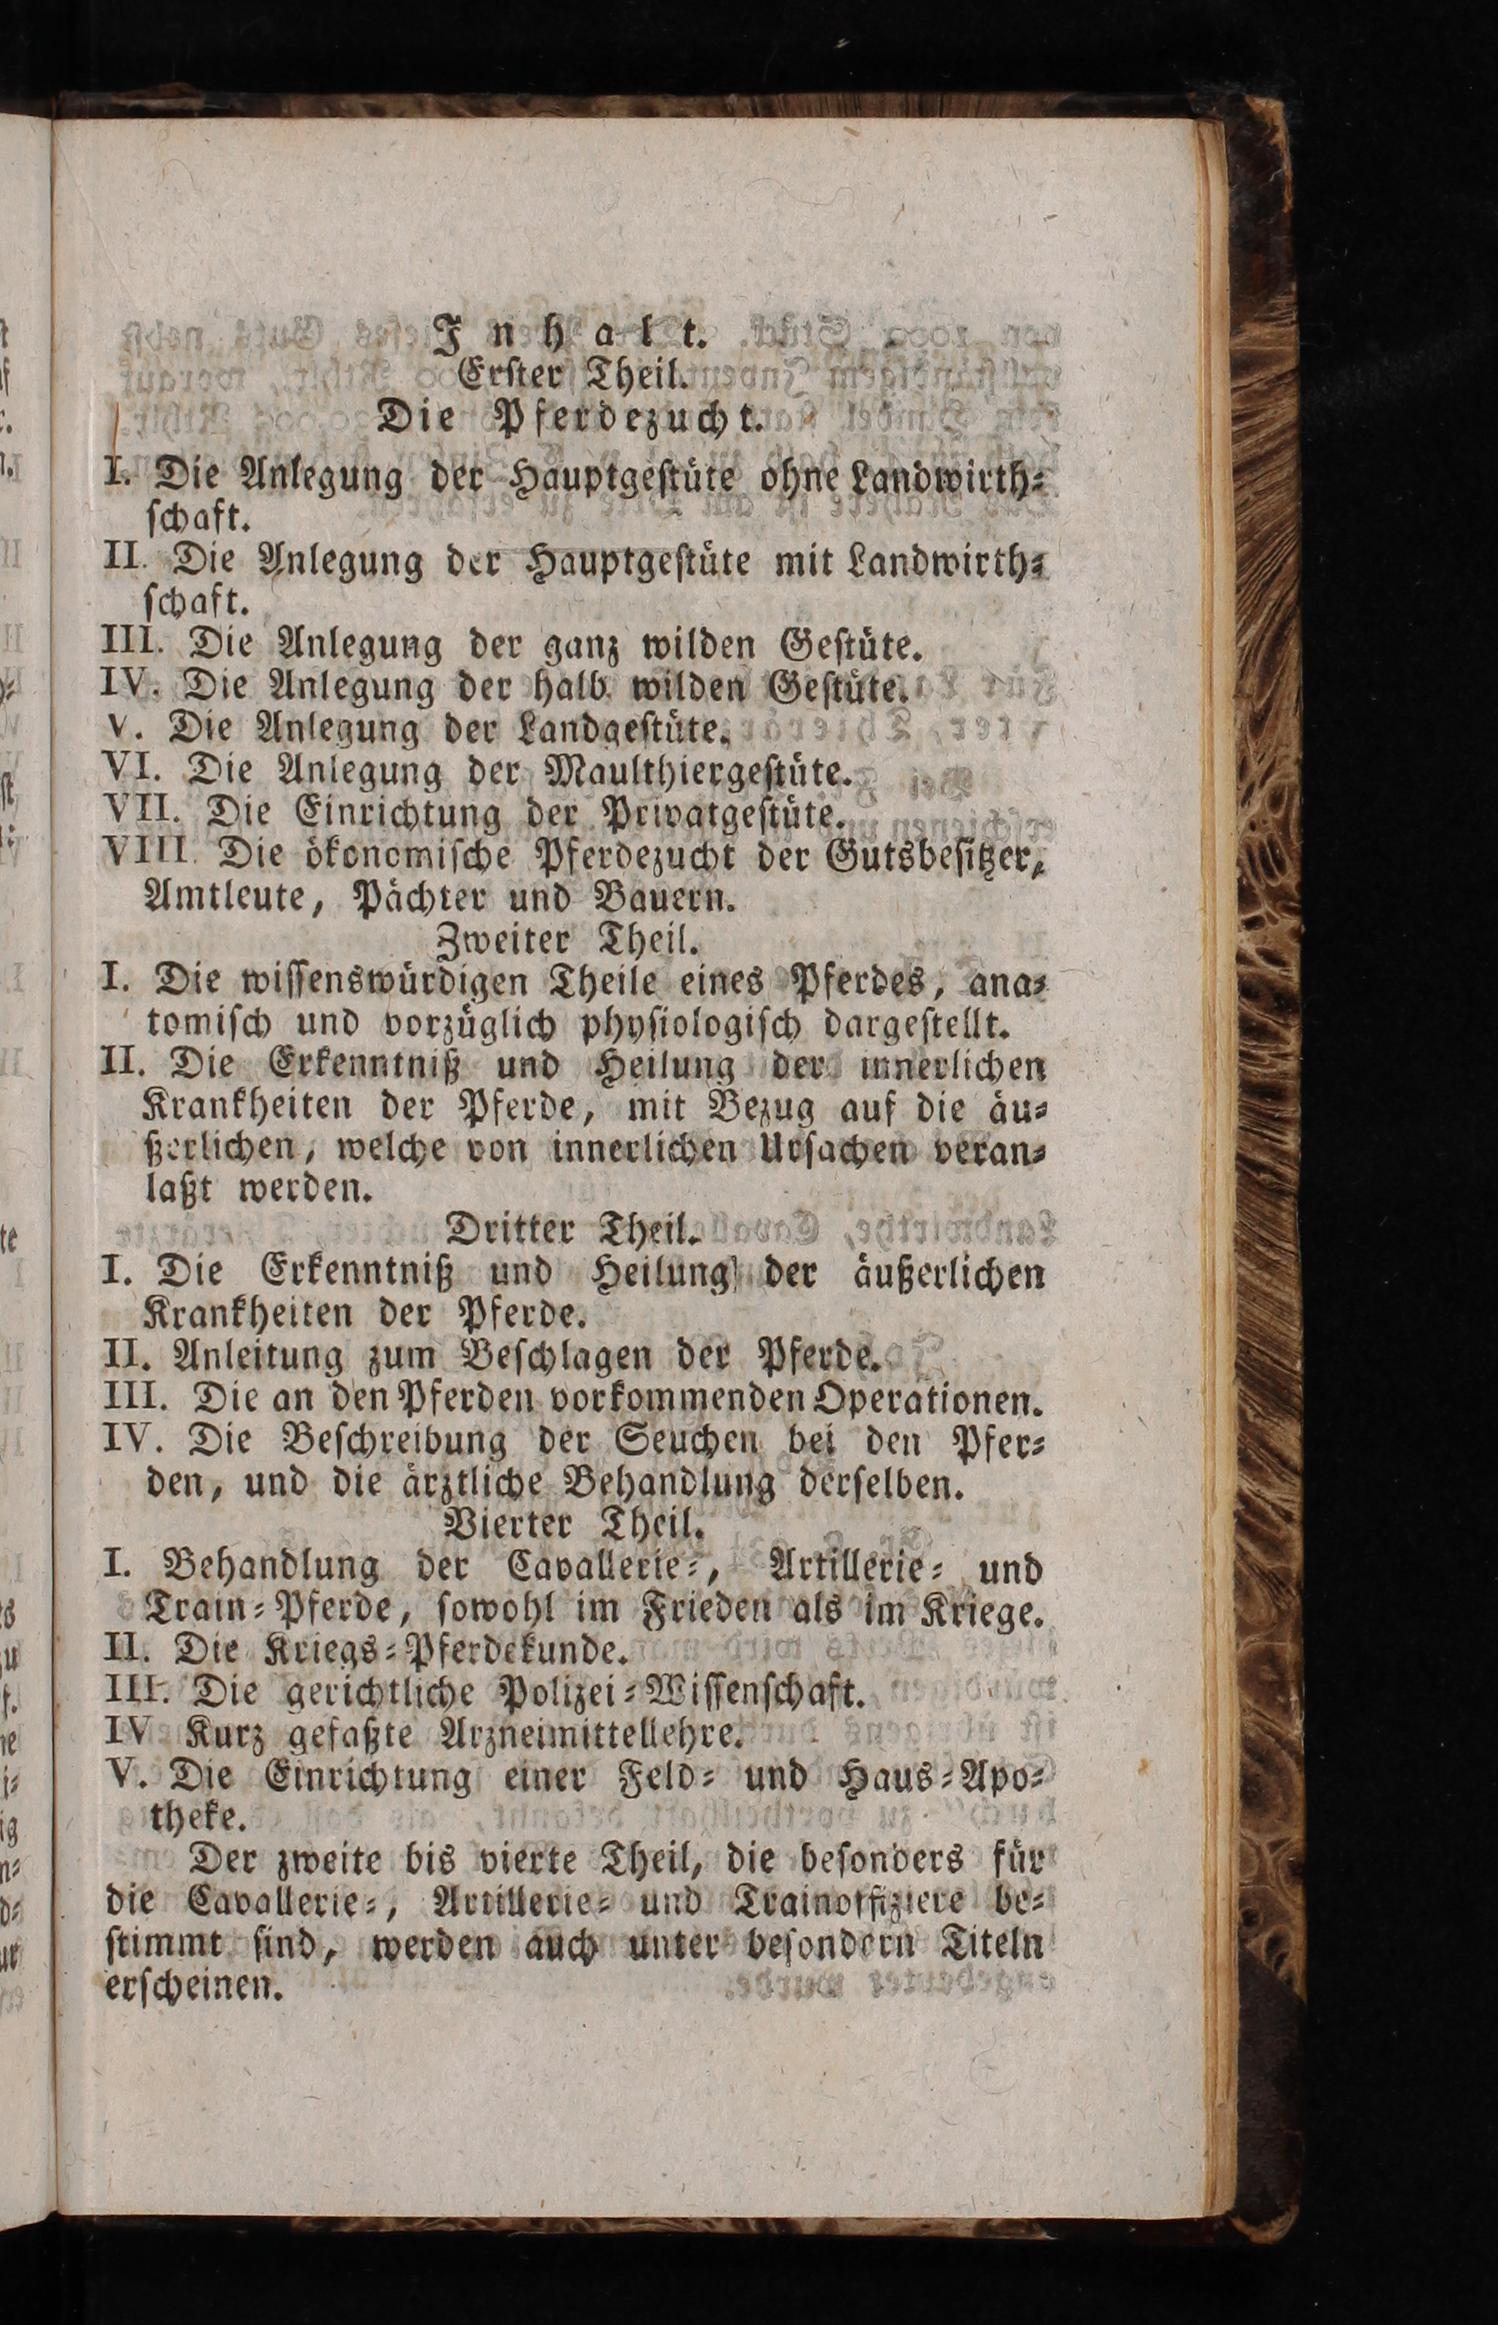 Inhalt.
Erſter Theil.
Die Pferdezucht.
I. Die Anlegung der Hauptgeſtüte ohne Landwirth⸗
ſchaft.
II. Die Anlegung der Hauptgeſtüte mit Landwirth⸗
ſchaft.
III. Die Anlegung der ganz wilden Geſtüte.
IV. Die Anlegung der halb wilden Geſtüte.
V. Die Anlegung der Landgeſtüte.
VI. Die Anlegung der Maulthiergeſtüte.
VII. Die Einrichtung der Privatgeſtüte.
VIII. Die ökonomiſche Pferdezucht der Gutsbeſitzer,
Amtleute, Pächter und Bauern.
Zweiter Theil.
I. Die wiſſenswürdigen Theile eines Pferdes, ana⸗
tomiſch und vorzüglich phyſiologiſch dargeſtellt.
II. Die Erkenntniß und Heilung der innerlichen
Krankheiten der Pferde, mit Bezug auf die äu⸗
ßerlichen, welche von innerlichen Urſachen veran⸗
laßt werden.
Dritter Theil.
I. Die Erkenntniß und Heilung der äußerlichen
Krankheiten der Pferde.
II. Anleitung zum Beſchlagen der Pferde.
III. Die an den Pferden vorkommenden Operationen.
IV. Die Beſchreibung der Seuchen bei den Pfer⸗
den, und die ärztliche Behandlung derſelben.
Vierter Theil.
I. Behandlung der Cavallerie⸗, Artillerie⸗ und
Train⸗Pferde, ſowohl im Frieden als im Kriege.
II. Die Kriegs⸗Pferdekunde.
III. Die gerichtliche Polizei⸗Wiſſenſchaft.
IV Kurz gefaßte Arzneimittellehre.
V. Die Einrichtung einer Feld⸗ und Haus⸗Apo⸗
theke.
Der zweite bis vierte Theil, die beſonders für
die Cavallerie⸗, Artillerie⸗ und Trainoffiziere be⸗
ſtimmt ſind, werden auch unter beſondern Titeln
erſcheinen.